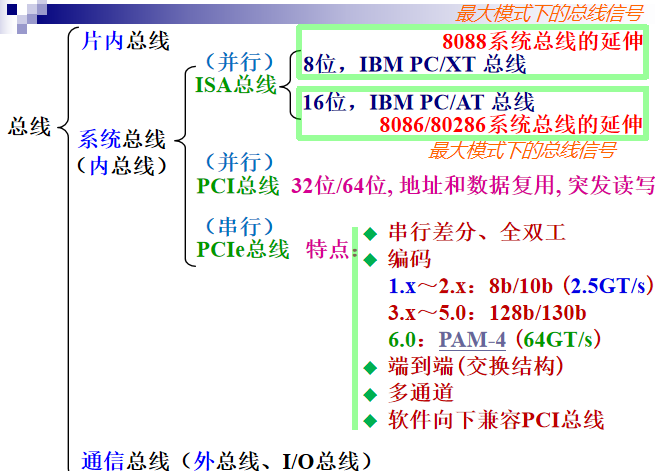 最大模式下的总线信号
片内总线
8088系统总线的延伸
（并行）
8位，IBM PC/XT 总线
ISA总线
16位，IBM PC/AT 总线
总线
8086/80286系统总线的延伸
系统总线
（内总线）
最大模式下的总线信号
（并行）
PCI总线 32位/64位, 地址和数据复用, 突发读写
（串行）
PCIe总线 特点：
◆ 串行差分、全双工
◆ 编码
1.x～2.x：8b/10b (2.5GT/s)
3.x～5.0：128b/130b
6.0：PAM-4 (64GT/s)
◆ 端到端(交换结构)
◆ 多通道
◆ 软件向下兼容PCI总线
通信总线（外总线、I/O总线）